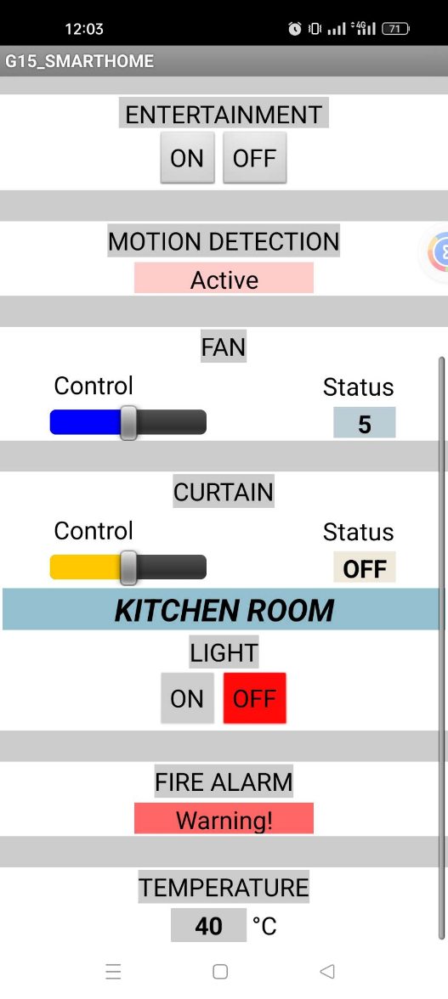 12:03 4G 71
G15_SMARTHOME
ENTERTAINMENT
ON OFF
MOTION DETECTION
Active
FAN
Control Status
5
CURTAIN
Control Status
OFF
KITCHEN ROOM
LIGHT
ON OFF
FIRE ALARM
Warning!
TEMPERATURE
40 °C